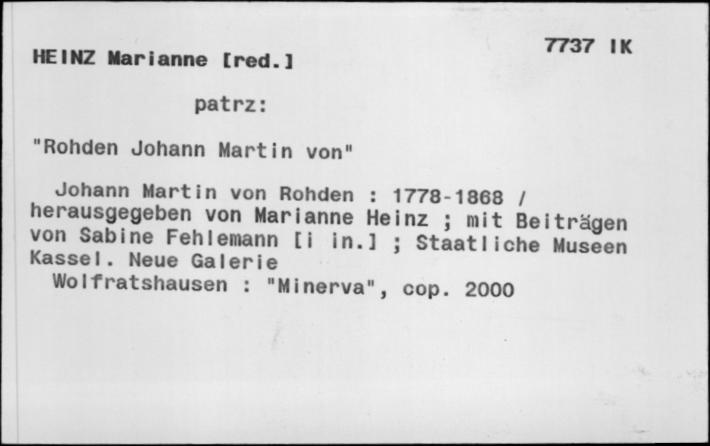 7737 IK
HEINZ Marianne [red.]
patrz:
"Rohden Johann Martin von"
Johann Martin von Rohden : 1778-1868 /
herausgegeben von Marianne Heinz ; mit Beiträgen
von Sabine Fehlemann [i in.] ; Staatliche Museen
Kassel. Neue Galerie
Wolfratshausen : "Minerva", cop. 2000